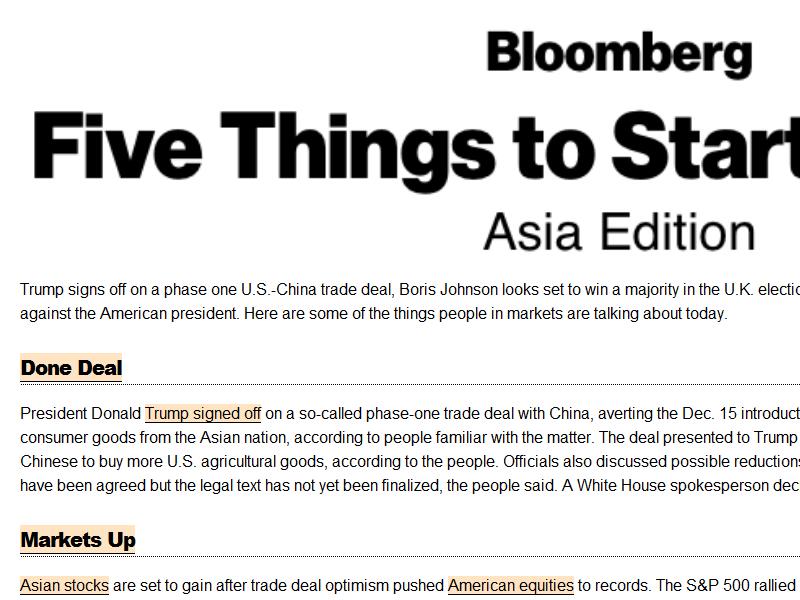 Bloomberg
Five Things to Start
Asia Edition
Trump signs off on a phase one U.S.-China trade deal, Boris Johnson looks set to win a majority in the U.K.
against the American president. Here are some of the things people in markets are talking about today.
Done Deal
President Donald Trump signed off on a so-called phase-one trade deal with China, averting the Dec. 15
consumer goods from the Asian nation, according to people familiar with the matter. The deal presented to Trump
Chinese to buy more U.S. agricultural goods, according to the people. Officials also discussed possible reductions
have been agreed but the legal text has not yet been finalized, the people said. A White House spokesperson
Markets Up
Asian stocks are set to gain after trade deal optimism pushed American equities to records. The S&P 500 rallied